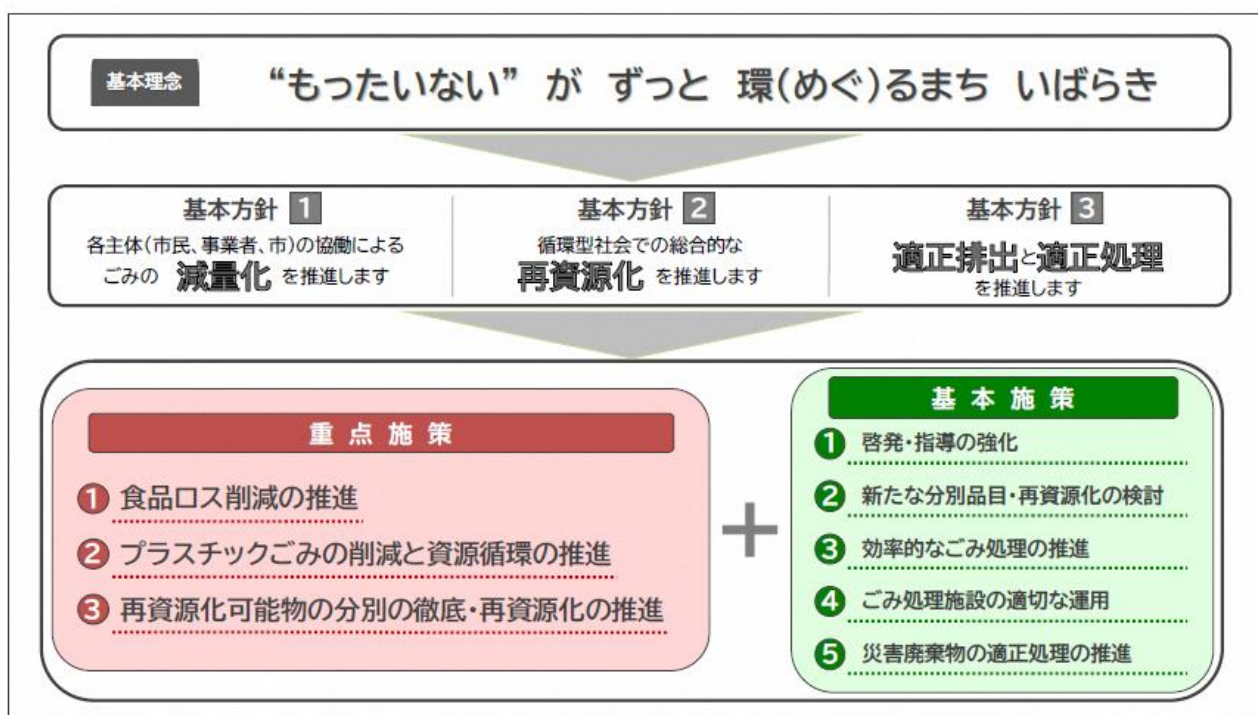 基本理念
“もったいない” が ずっと 環(めぐ)るまち いばらき
基本方針 1
各主体(市民、事業者、市)の協働による
ごみの 減量化 を推進します
基本方針 2
循環型社会での総合的な
再資源化 を推進します
基本方針 3
適正排出と適正処理
を推進します
重点施策
1 食品ロス削減の推進
2 プラスチックごみの削減と資源循環の推進
3 再資源化可能物の分別の徹底・再資源化の推進
+
基本施策
1 啓発・指導の強化
2 新たな分別品目・再資源化の検討
3 効率的なごみ処理の推進
4 ごみ処理施設の適切な運用
5 災害廃棄物の適正処理の推進